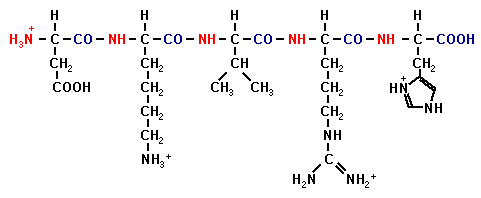 H H H H H
H₃N⁺ C CO NH C CO NH C CO NH C CO NH C COOH
CH₂ CH₂ CH CH₂ CH₂
COOH CH₂ CH₃ CH₃ CH₂ HN⁺ NH
CH₂ CH₂
CH₂ NH
NH₃⁺ C
H₂N NH₂⁺